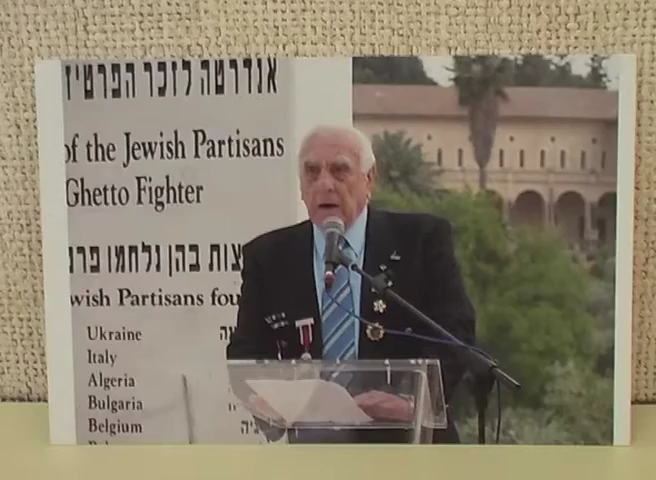 אנדרטה לזכר הפרטיז
of the Jewish Partisans
Ghetto Fighter
צות בהן נלחמו פרט
wish Partisans fou
Ukraine
Italy
Algeria
Bulgaria
Belgium